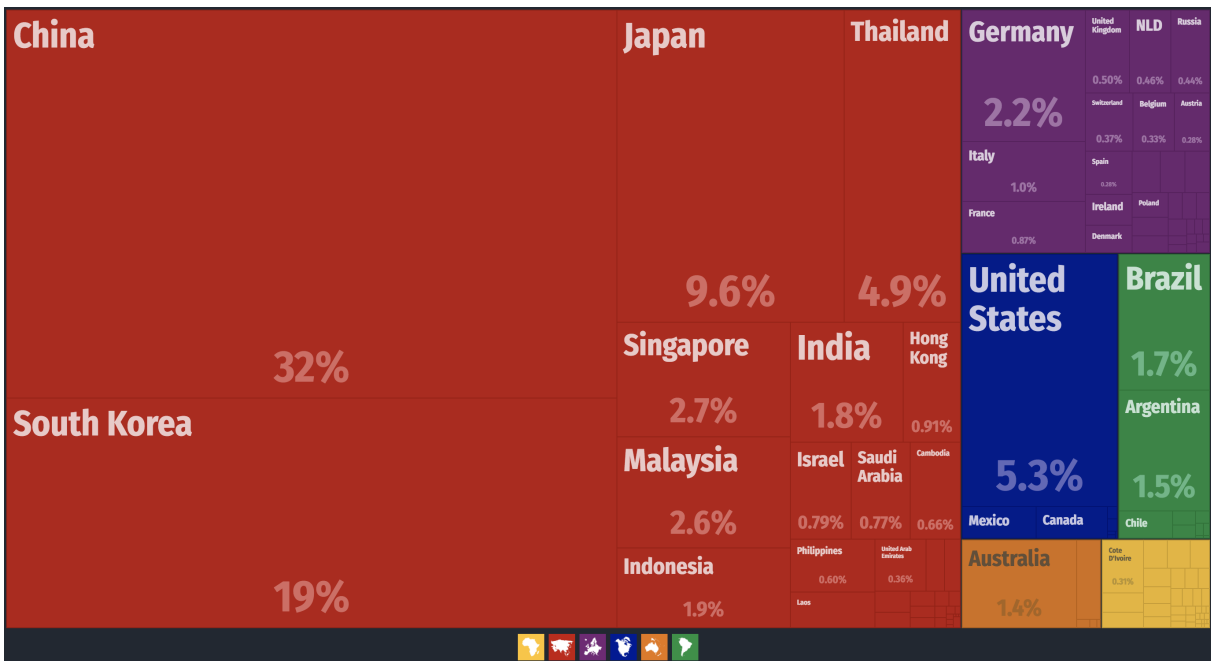 China
32%
South Korea
19%
Japan
9.6%
Thailand
4.9%
Singapore
2.7%
Malaysia
2.6%
Indonesia
1.9%
India
1.8%
Hong
Kong
0.91%
Israel
0.79%
Saudi
Arabia
0.77%
Cambodia
0.66%
Philippines
0.60%
United Arab
Emirates
0.36%
Laos
Germany
2.2%
Italy
1.0%
France
0.87%
United
Kingdom
0.50%
NLD
0.46%
Russia
0.44%
Switzerland
0.37%
Belgium
0.33%
Austria
0.28%
Spain
0.28%
Ireland
Denmark
Poland
United
States
5.3%
Mexico
Canada
Brazil
1.7%
Argentina
1.5%
Chile
Australia
1.4%
Cote
D'Ivoire
0.31%